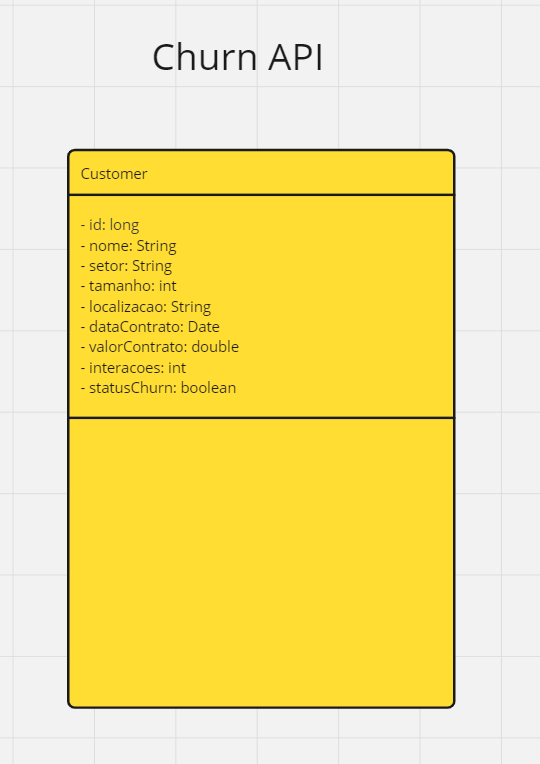 Churn API
Customer
- id: long
- nome: String
- setor: String
- tamanho: int
- localizacao: String
- dataContrato: Date
- valorContrato: double
- interacoes: int
- statusChurn: boolean